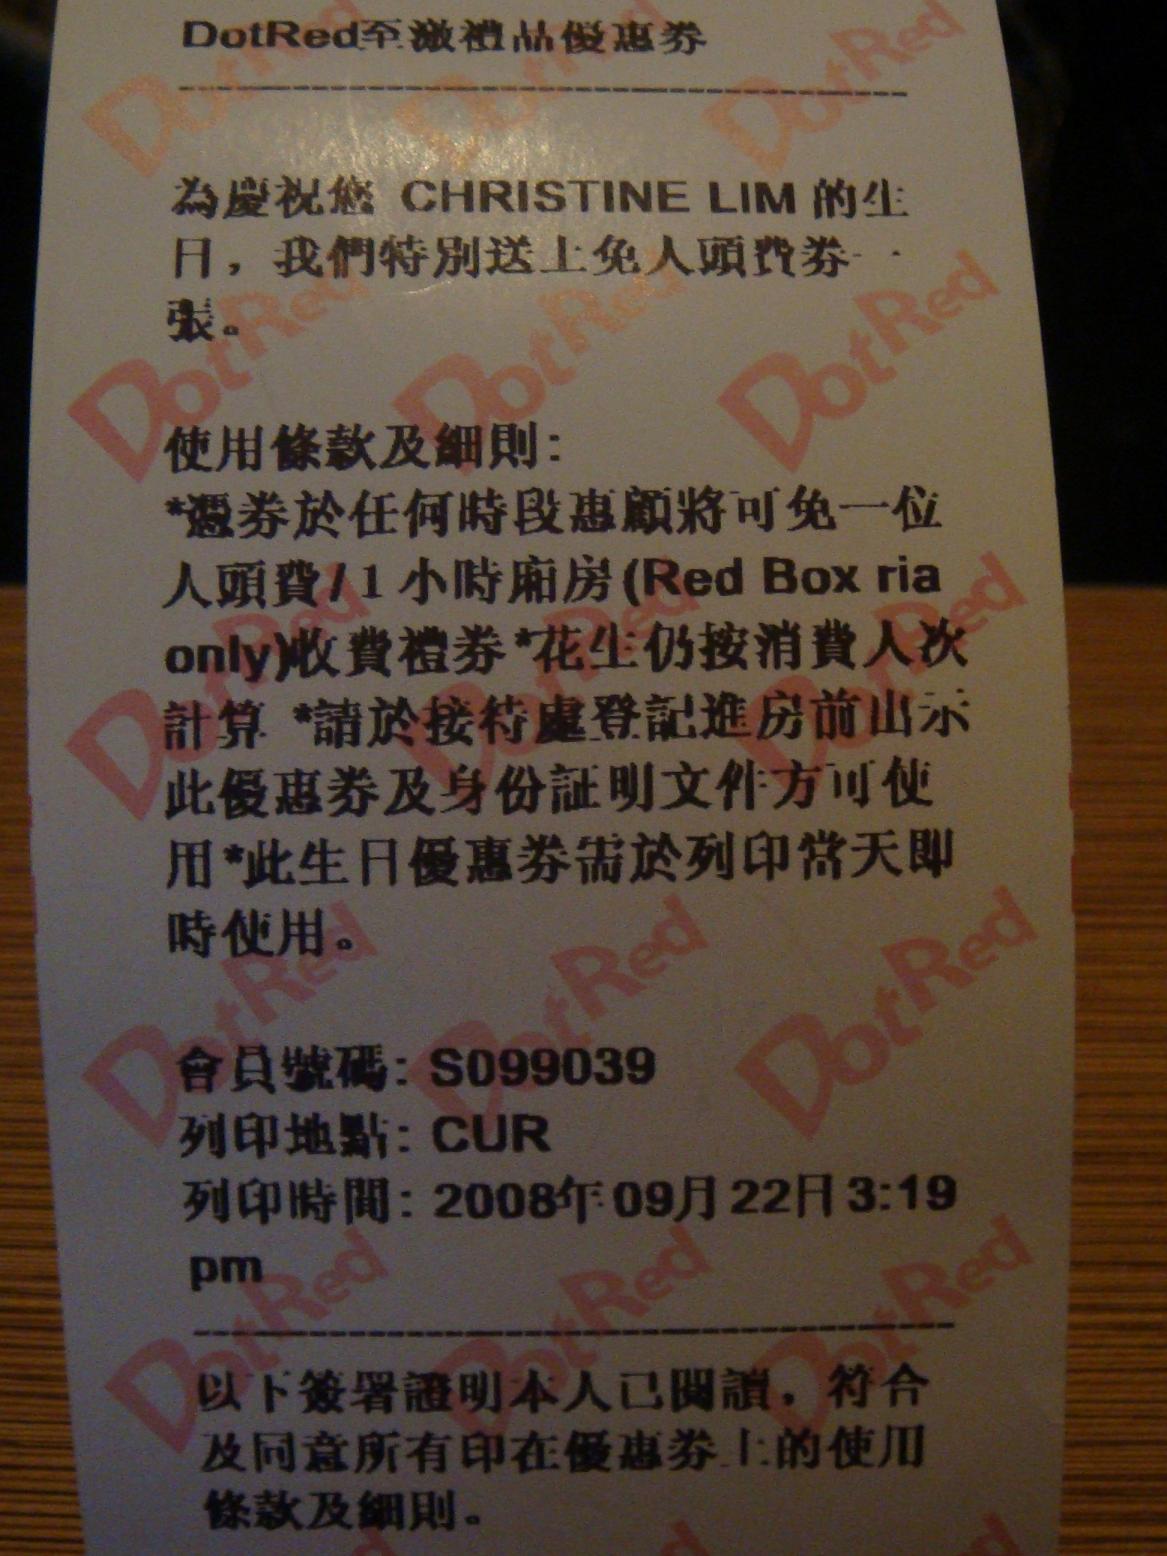 DotRed至激禮品優惠券
為慶祝您 CHRISTINE LIM 的生
日，我們特別送上免人頭費券一
張。
使用條款及細則:
*憑券於任何時段惠顧將可免一位
人頭費/1 小時廂房(Red Box ria
only)收費禮券*花生仍按消費人次
計算 *請於接待處登記進房前出示
此優惠券及身份証明文件方可使
用*此生日優惠券需於列印當天即
時使用。
會員號碼: S099039
列印地點: CUR
列印時間: 2008年09月22日3:19
pm
以下簽署證明本人已閱讀，符合
及同意所有印在優惠券上的使用
條款及細則。